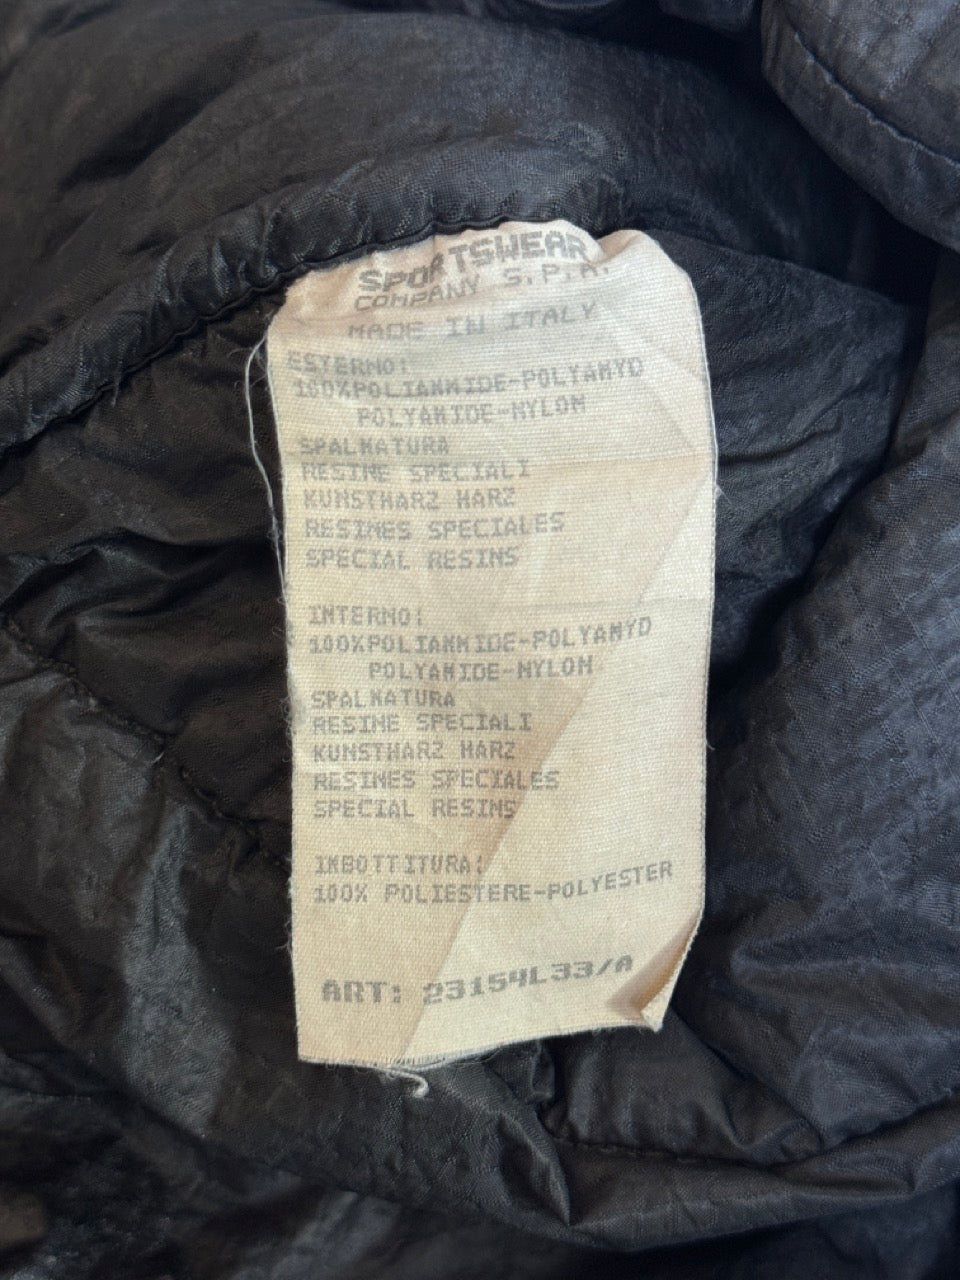 SPORTSWEAR
COMPANY S.P.A.
MADE IN ITALY
ESTERNO:
100%POLIAMMIDE-POLYAMYD
POLYAMIDE-NYLON
SPALMATURA
RESINE SPECIALI
KUNSTHARZ HARZ
RESINES SPECIALES
SPECIAL RESINS
INTERNO:
100%POLIAMMIDE-POLYAMYD
POLYAMIDE-NYLON
SPALMATURA
RESINE SPECIALI
KUNSTHARZ HARZ
RESINES SPECIALES
SPECIAL RESINS
IMBOTTITURA:
100% POLIESTERE-POLYESTER
ART: 23154L33/A